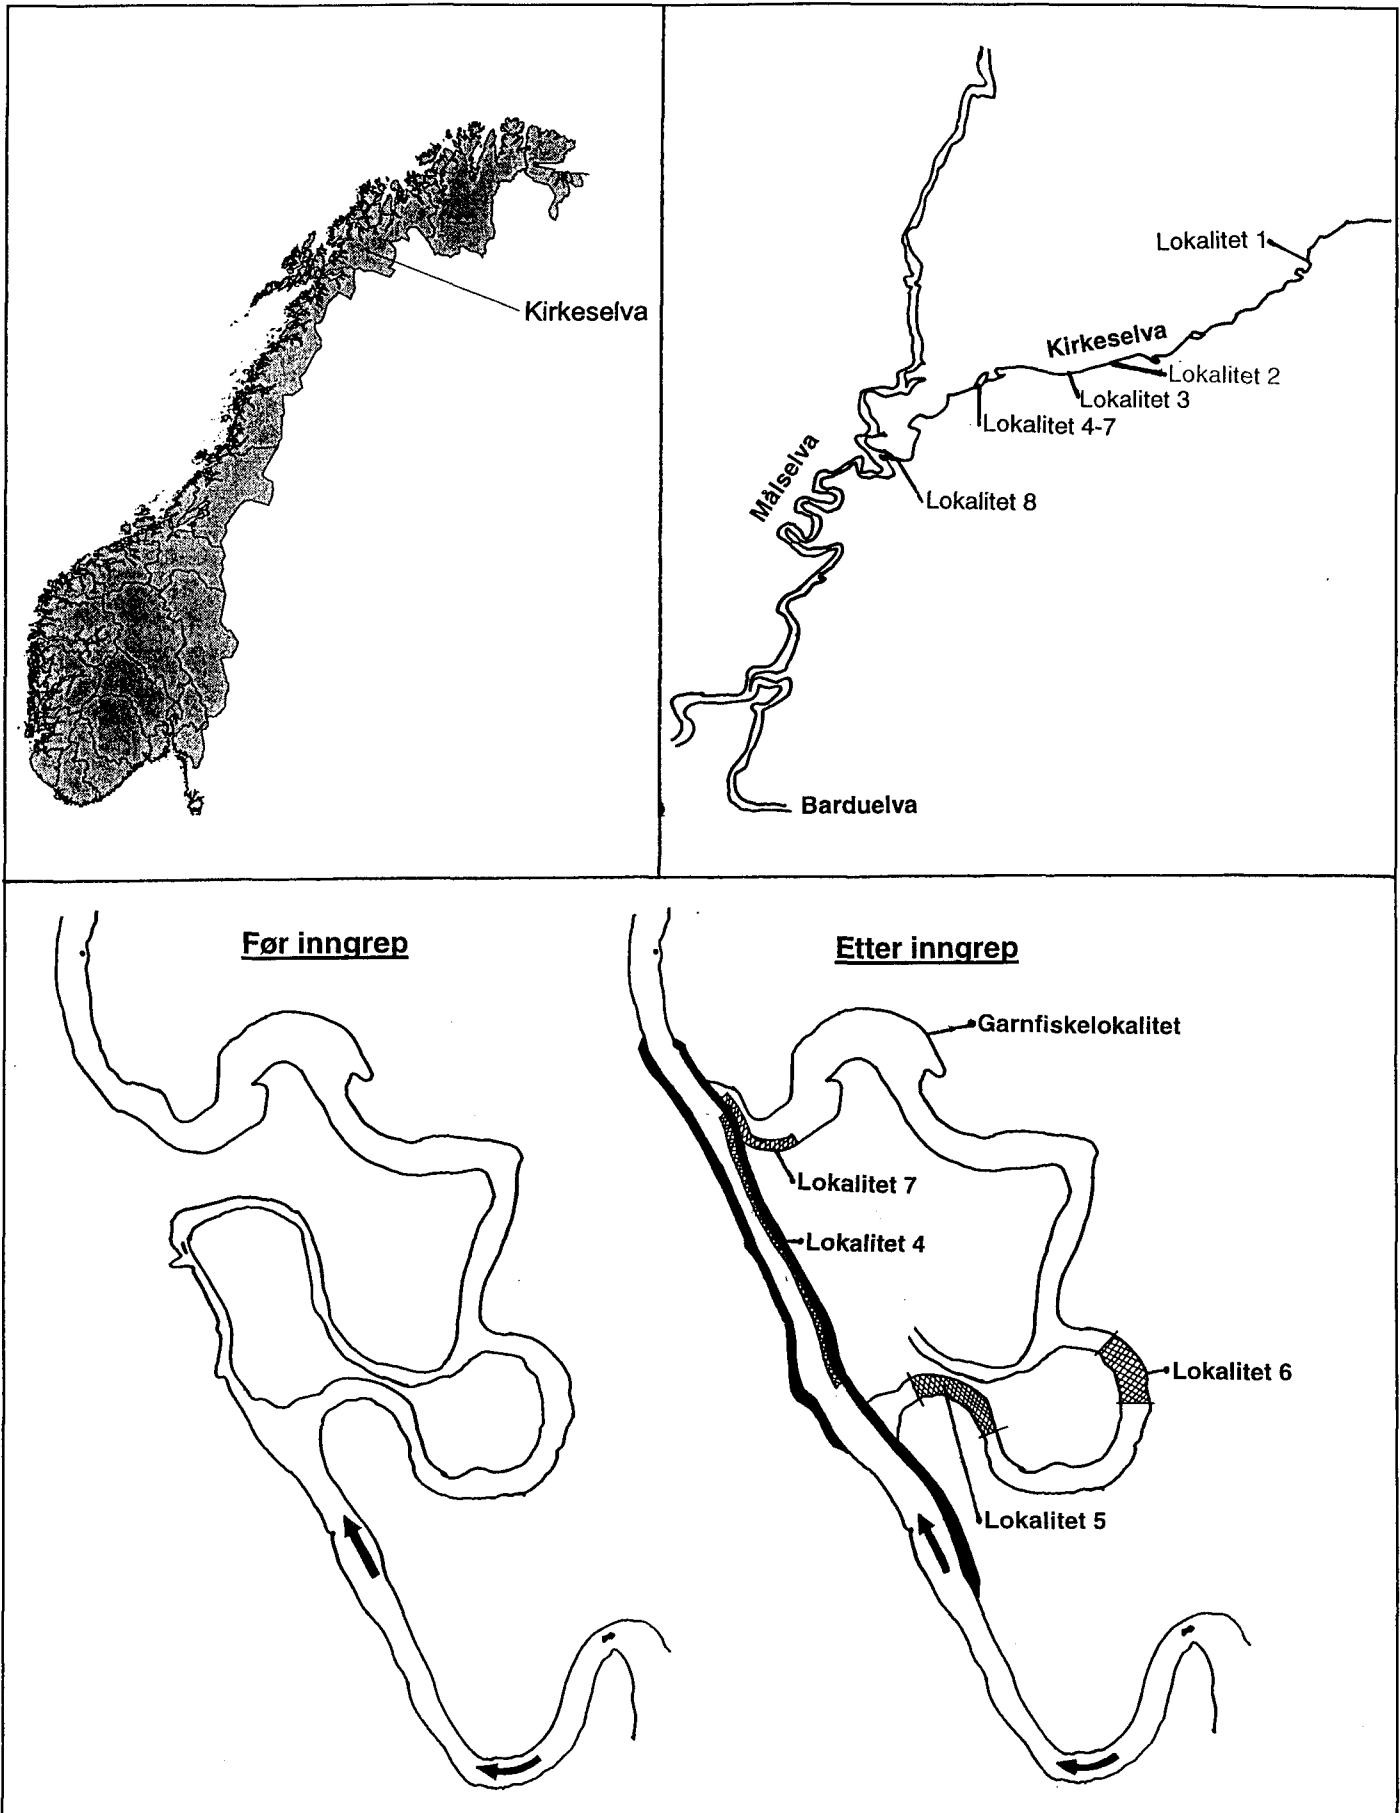 Kirkeselva
Lokalitet 1
Kirkeselva
Lokalitet 2
Lokalitet 3
Lokalitet 4-7
Målselva
Lokalitet 8
Barduelva
Før inngrep
Etter inngrep
Garnfiskelokalitet
Lokalitet 7
Lokalitet 4
Lokalitet 6
Lokalitet 5